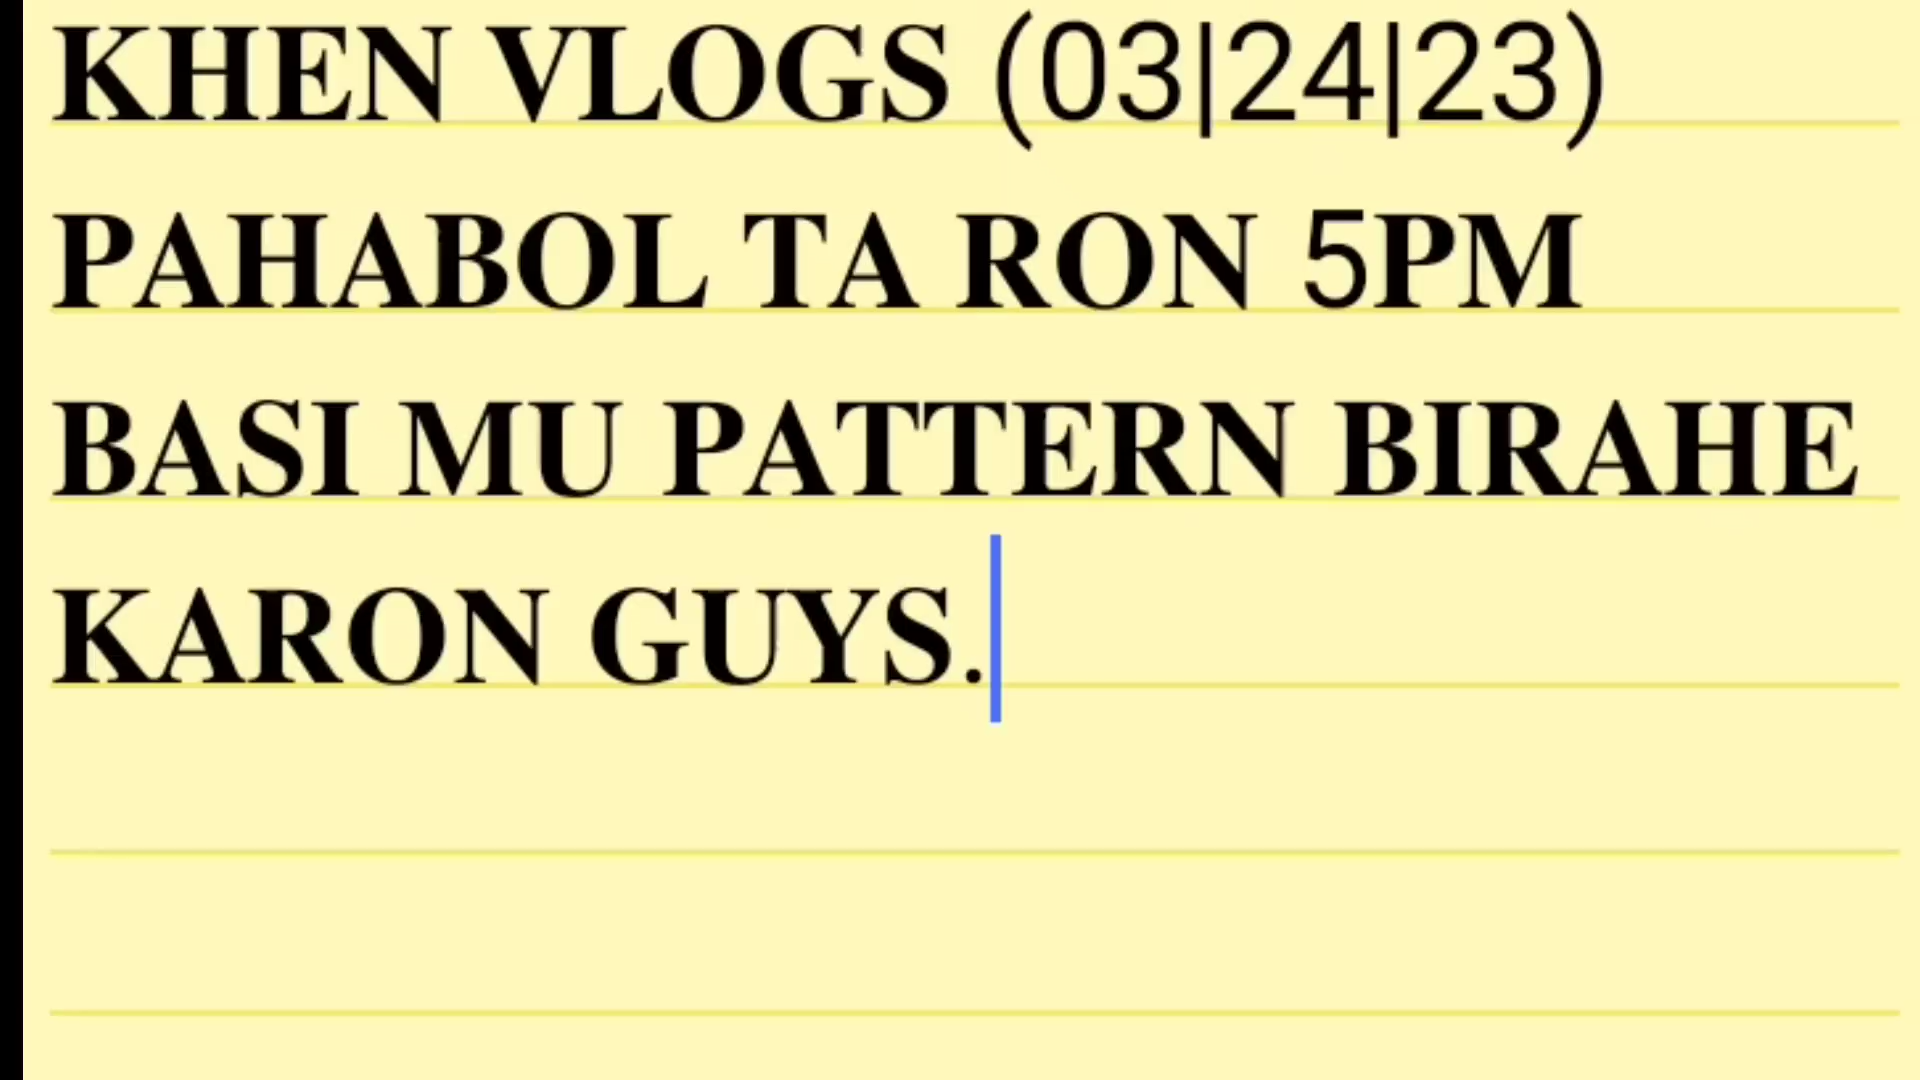 KHEN VLOGS (03|24|23)
PAHABOL TA RON 5PM
BASI MU PATTERN BIRAHE
KARON GUYS.